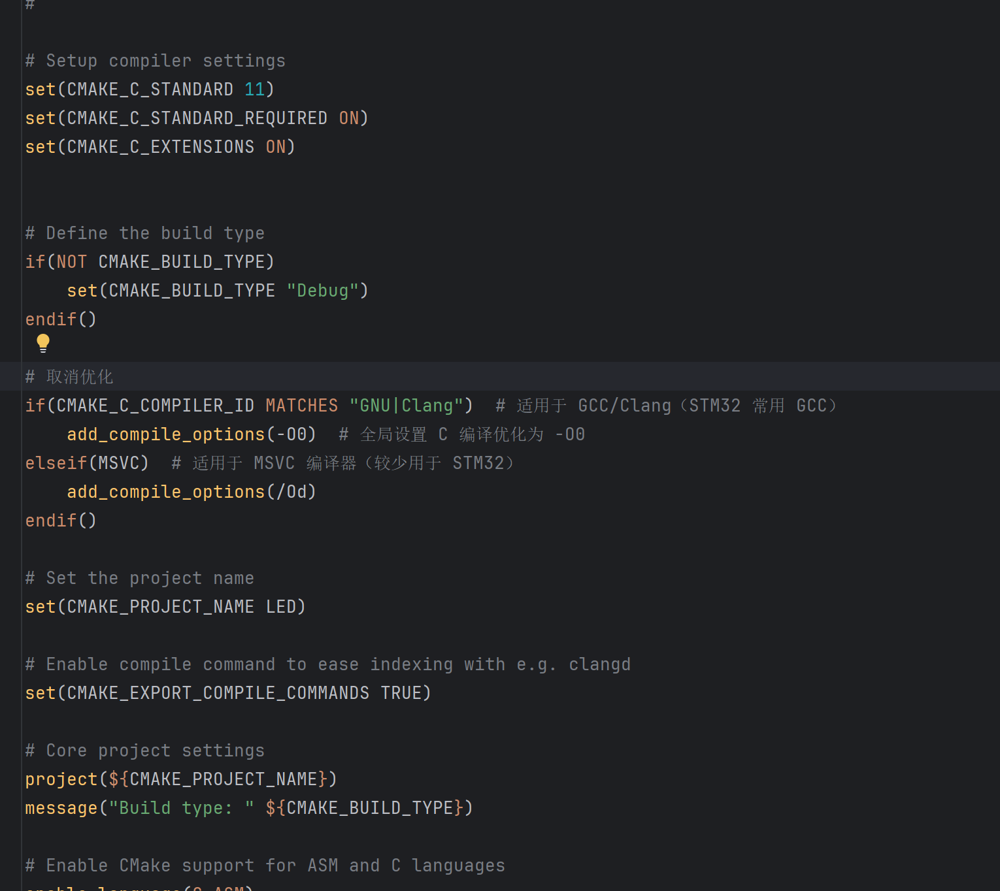 #
# Setup compiler settings
set(CMAKE_C_STANDARD 11)
set(CMAKE_C_STANDARD_REQUIRED ON)
set(CMAKE_C_EXTENSIONS ON)
# Define the build type
if(NOT CMAKE_BUILD_TYPE)
    set(CMAKE_BUILD_TYPE "Debug")
endif()
# 取消优化
if(CMAKE_C_COMPILER_ID MATCHES "GNU|Clang")  # 适用于 GCC/Clang（STM32 常用 GCC）
    add_compile_options(-O0)  # 全局设置 C 编译优化为 -O0
elseif(MSVC)  # 适用于 MSVC 编译器（较少用于 STM32）
    add_compile_options(/Od)
endif()
# Set the project name
set(CMAKE_PROJECT_NAME LED)
# Enable compile command to ease indexing with e.g. clangd
set(CMAKE_EXPORT_COMPILE_COMMANDS TRUE)
# Core project settings
project(${CMAKE_PROJECT_NAME})
message("Build type: " ${CMAKE_BUILD_TYPE})
# Enable CMake support for ASM and C languages
enable_language(C ASM)